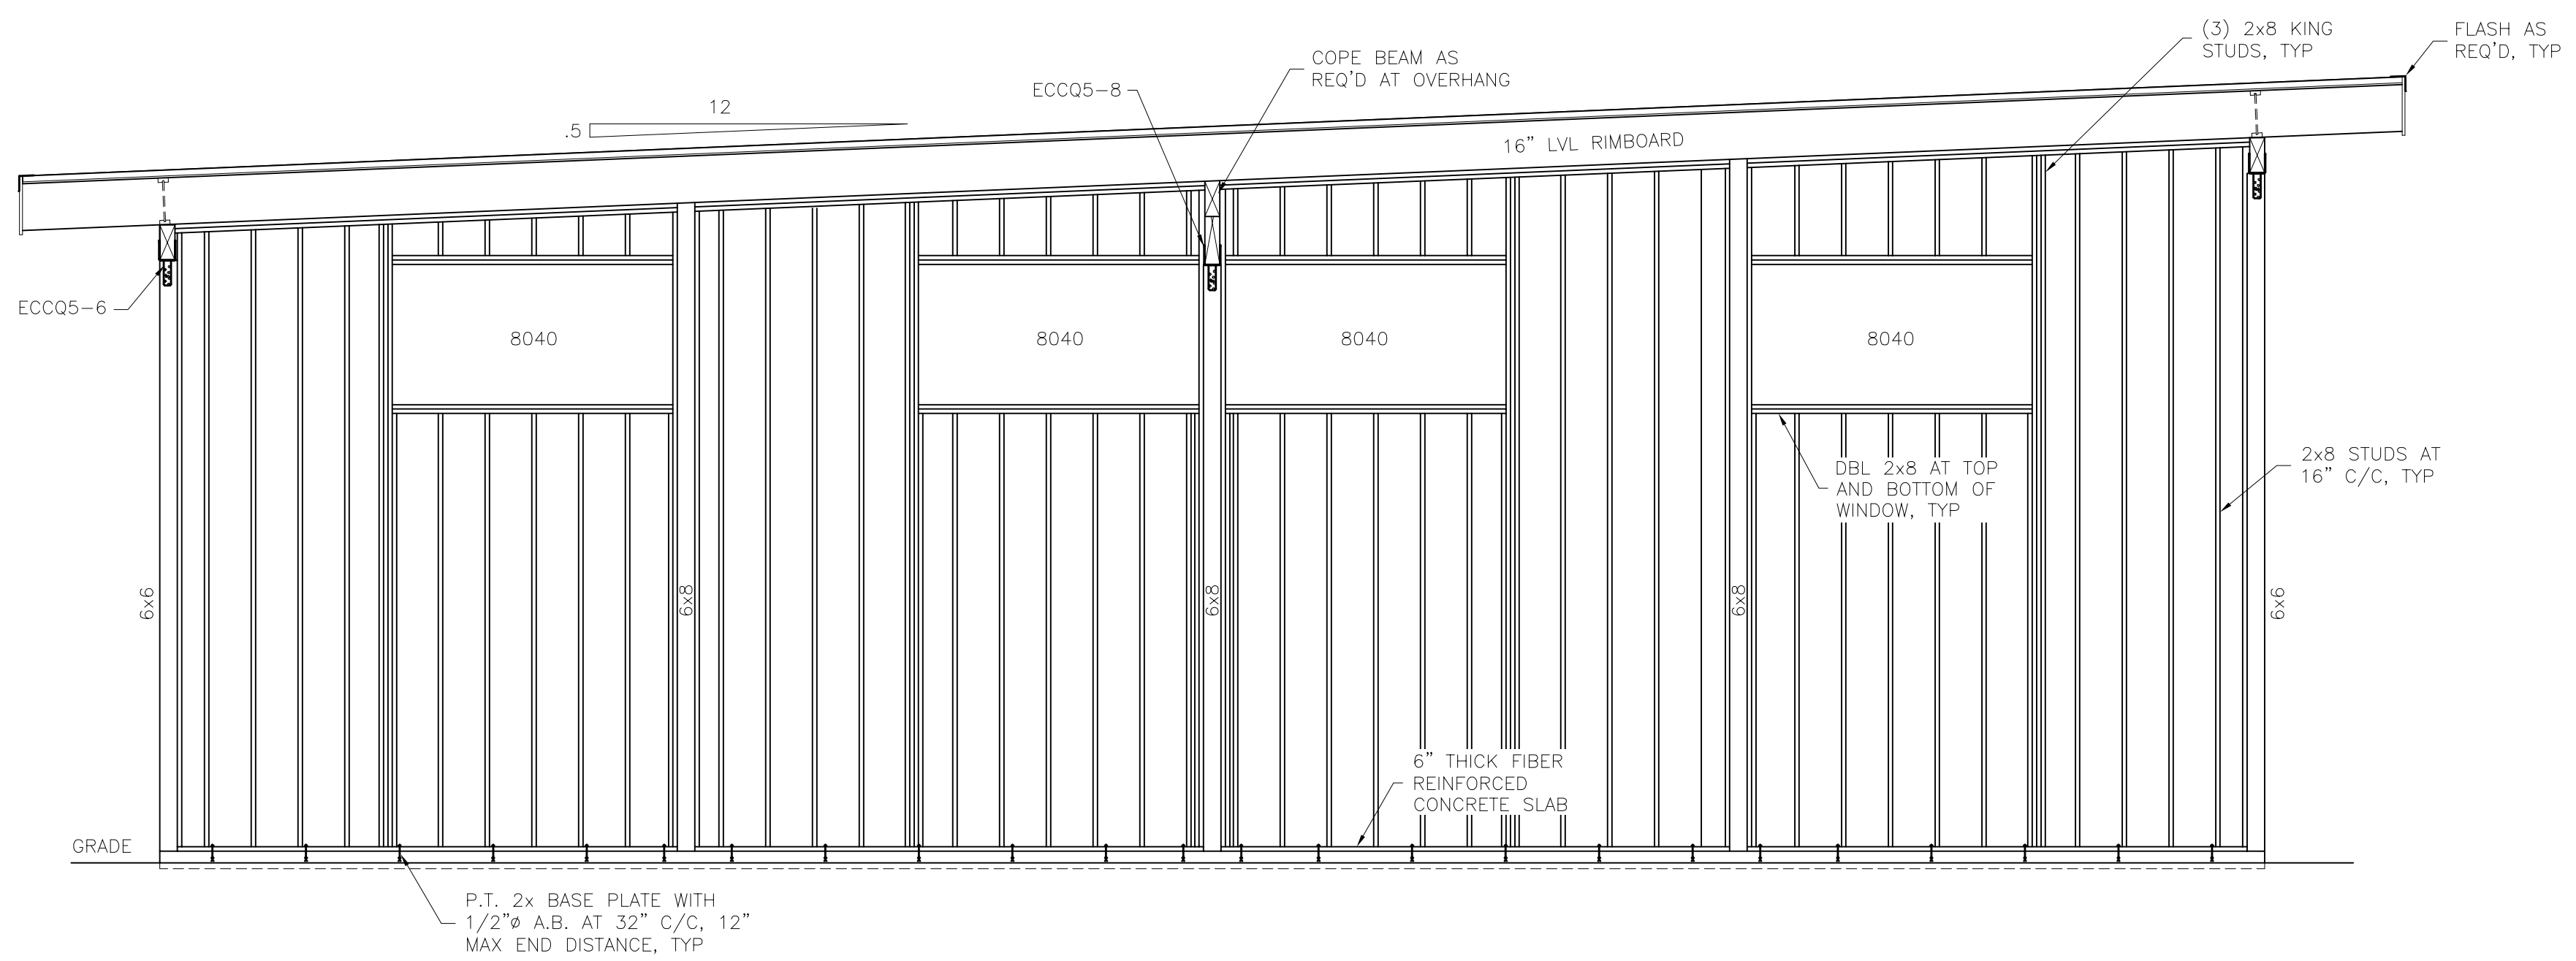 (3) 2x8 KING
STUDS, TYP
FLASH AS
REQ'D, TYP
COPE BEAM AS
REQ'D AT OVERHANG
ECCQ5-8
12
.5
16" LVL RIMBOARD
ECCQ5-6
8040
8040
8040
8040
DBL 2x8 AT TOP
AND BOTTOM OF
WINDOW, TYP
2x8 STUDS AT
16" C/C, TYP
6x6
6x8
6x8
6x8
6x6
6" THICK FIBER
REINFORCED
CONCRETE SLAB
GRADE
P.T. 2x BASE PLATE WITH
1/2"ø A.B. AT 32" C/C, 12"
MAX END DISTANCE, TYP